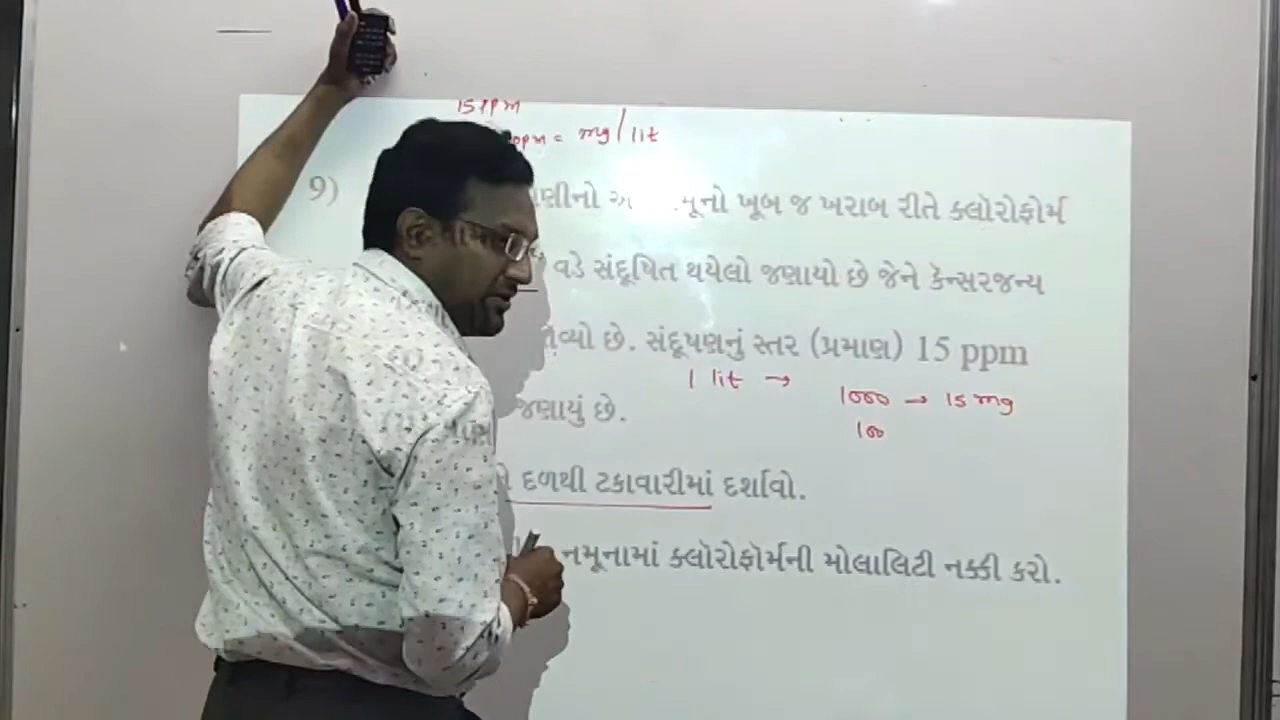 15 ppm
ppm = mg/lit
9) ખૂબ જ ખરાબ રીતે ક્લૉરોફૉર્મ
વડે સંદૂષિત થયેલો જણાયો છે જેને કૅન્સરજન્ય
છે. સંદૂષણનું સ્તર (પ્રમાણ) 15 ppm
1 lit → 1000 → 15 mg
જણાયું છે. 100
દળથી ટકાવારીમાં દર્શાવો.
નમૂનામાં ક્લૉરોફૉર્મની મોલાલિટી નક્કી કરો.